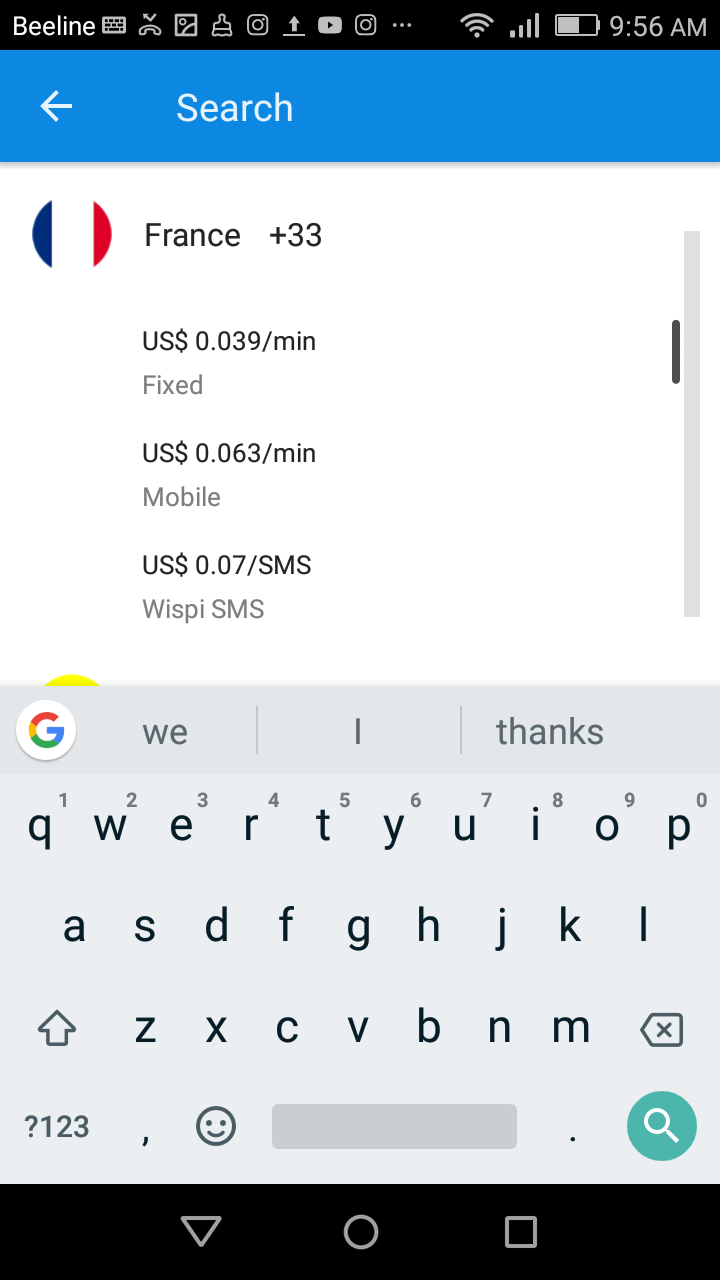 Beeline 9:56 AM
Search
France +33
US$ 0.039/min
Fixed
US$ 0.063/min
Mobile
US$ 0.07/SMS
Wispi SMS
G we I thanks
1 2 3 4 5 6 7 8 9 0
q w e r t y u i o p
a s d f g h j k l
z x c v b n m
?123 , .